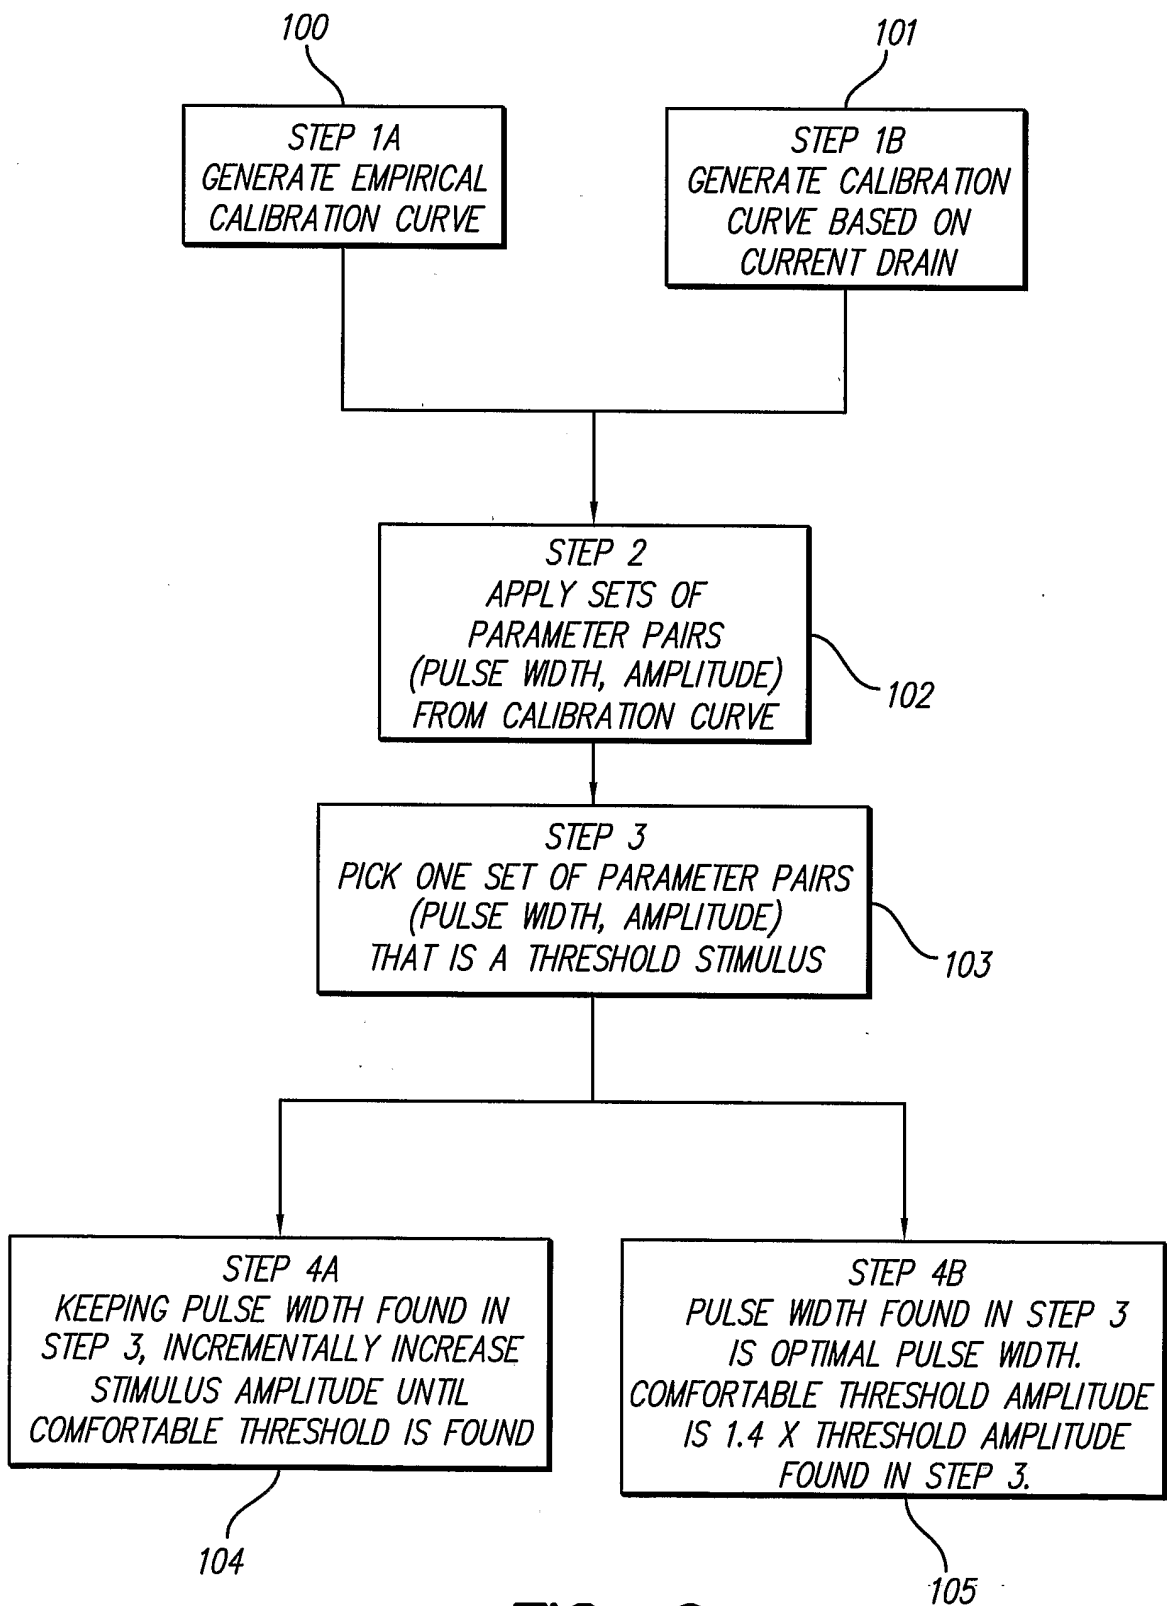 100
101
STEP 1A
GENERATE EMPIRICAL
CALIBRATION CURVE
STEP 1B
GENERATE CALIBRATION
CURVE BASED ON
CURRENT DRAIN
STEP 2
APPLY SETS OF
PARAMETER PAIRS
(PULSE WIDTH, AMPLITUDE)
FROM CALIBRATION CURVE
102
STEP 3
PICK ONE SET OF PARAMETER PAIRS
(PULSE WIDTH, AMPLITUDE)
THAT IS A THRESHOLD STIMULUS
103
STEP 4A
KEEPING PULSE WIDTH FOUND IN
STEP 3, INCREMENTALLY INCREASE
STIMULUS AMPLITUDE UNTIL
COMFORTABLE THRESHOLD IS FOUND
STEP 4B
PULSE WIDTH FOUND IN STEP 3
IS OPTIMAL PULSE WIDTH.
COMFORTABLE THRESHOLD AMPLITUDE
IS 1.4 X THRESHOLD AMPLITUDE
FOUND IN STEP 3.
104
105